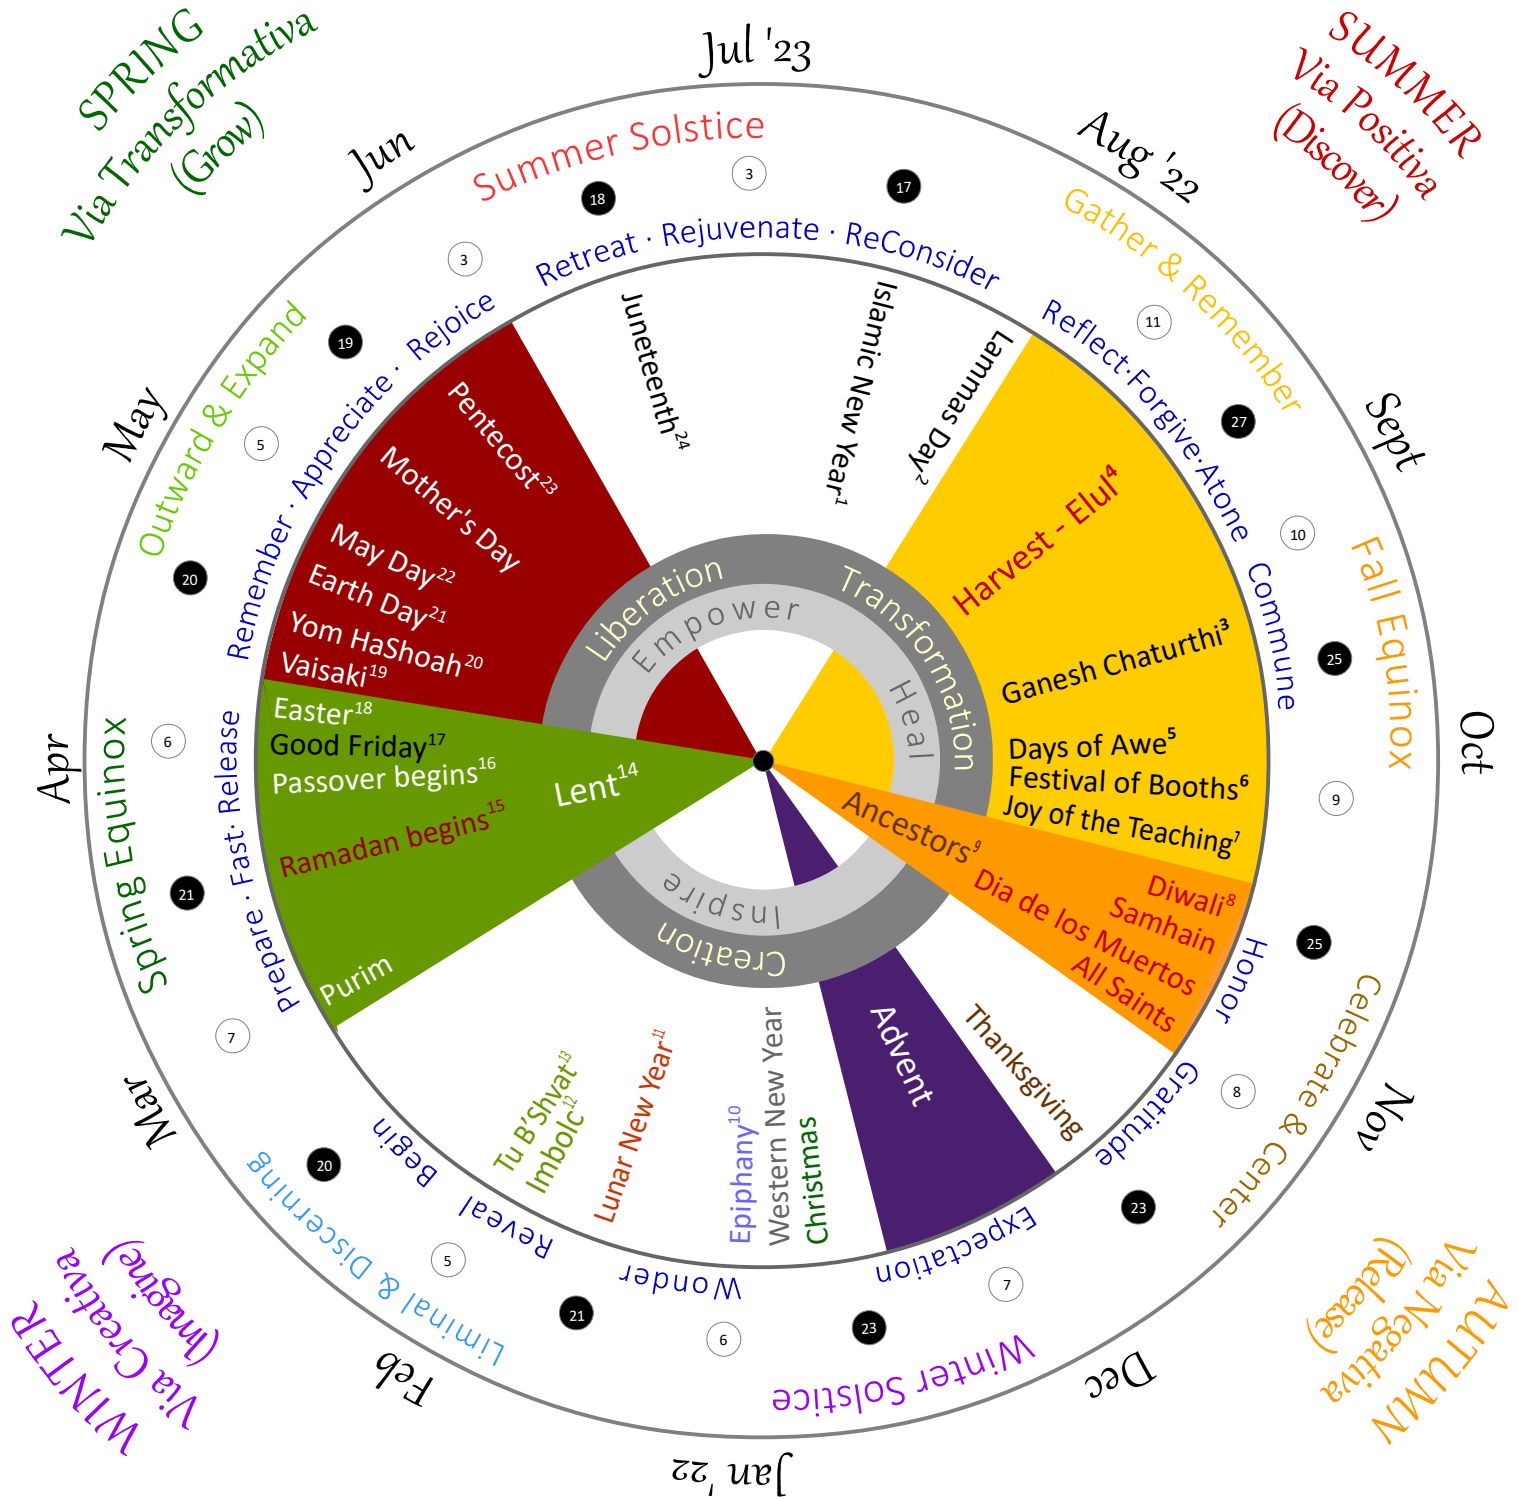 SPRING
Via Transformativa
(Grow)
SUMMER
Via Positiva
(Discover)
AUTUMN
Via Negativa
(Release)
WINTER
Via Creativa
(Imagine)
Jul '23
Aug '22
Sept
Oct
Nov
Dec
Jan '22
Feb
Mar
Apr
May
Jun
Summer Solstice
Gather & Remember
Fall Equinox
Celebrate & Center
Winter Solstice
Liminal & Discerning
Spring Equinox
Outward & Expand
3
17
11
27
10
25
9
25
8
23
7
23
6
21
5
20
7
21
6
20
5
19
3
18
Retreat · Rejuvenate · ReConsider
Reflect·Forgive·Atone
Commune
Honor
Gratitude
Expectation
Wonder
Reveal
Begin
Prepare · Fast· Release
Remember · Appreciate · Rejoice
Juneteenth24
Islamic New Year1
Lammas Day2
Harvest - Elul4
Ganesh Chaturthi3
Days of Awe5
Festival of Booths6
Joy of the Teaching7
Ancestors9
Diwali8
Samhain
Dia de los Muertos
All Saints
Thanksgiving
Advent
Christmas
Western New Year
Epiphany10
Lunar New Year11
Imbolc12
Tu B'Shvat13
Purim
Lent14
Ramadan begins15
Passover begins16
Good Friday17
Easter18
Vaisaki19
Yom HaShoah20
Earth Day21
May Day22
Mother's Day
Pentecost23
Liberation
Transformation
Creation
Empower
Heal
Inspire